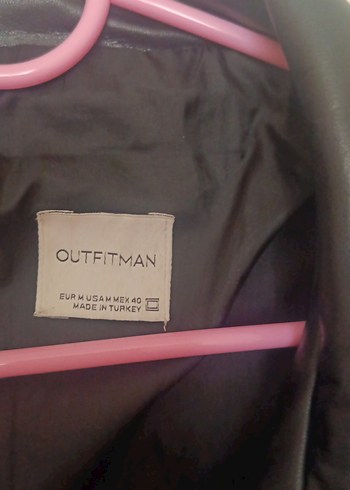 OUTFITMAN
EUR M USA M MEX 40
MADE IN TURKEY